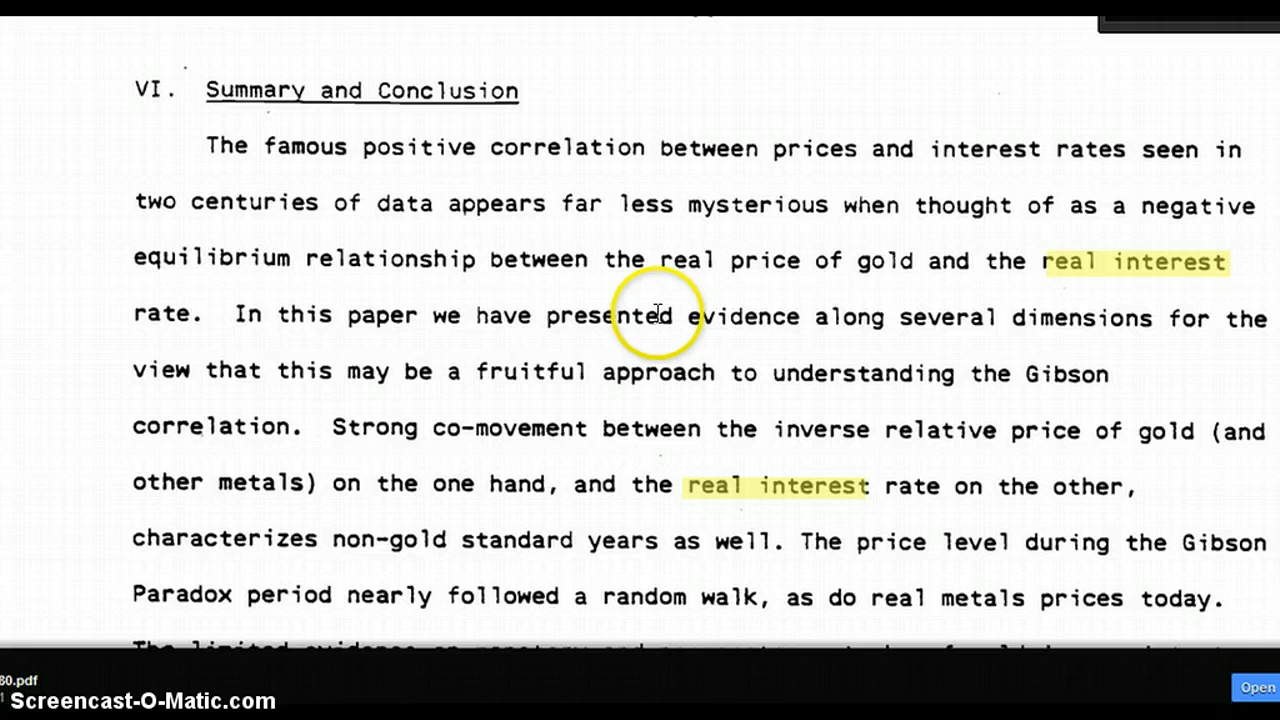 VI. Summary and Conclusion
The famous positive correlation between prices and interest rates seen in
two centuries of data appears far less mysterious when thought of as a negative
equilibrium relationship between the real price of gold and the real interest
rate. In this paper we have presented evidence along several dimensions for the
view that this may be a fruitful approach to understanding the Gibson
correlation. Strong co-movement between the inverse relative price of gold (and
other metals) on the one hand, and the real interest rate on the other,
characterizes non-gold standard years as well. The price level during the Gibson
Paradox period nearly followed a random walk, as do real metals prices today.
The limited evidence on
80.pdf
Open
Screencast-O-Matic.com